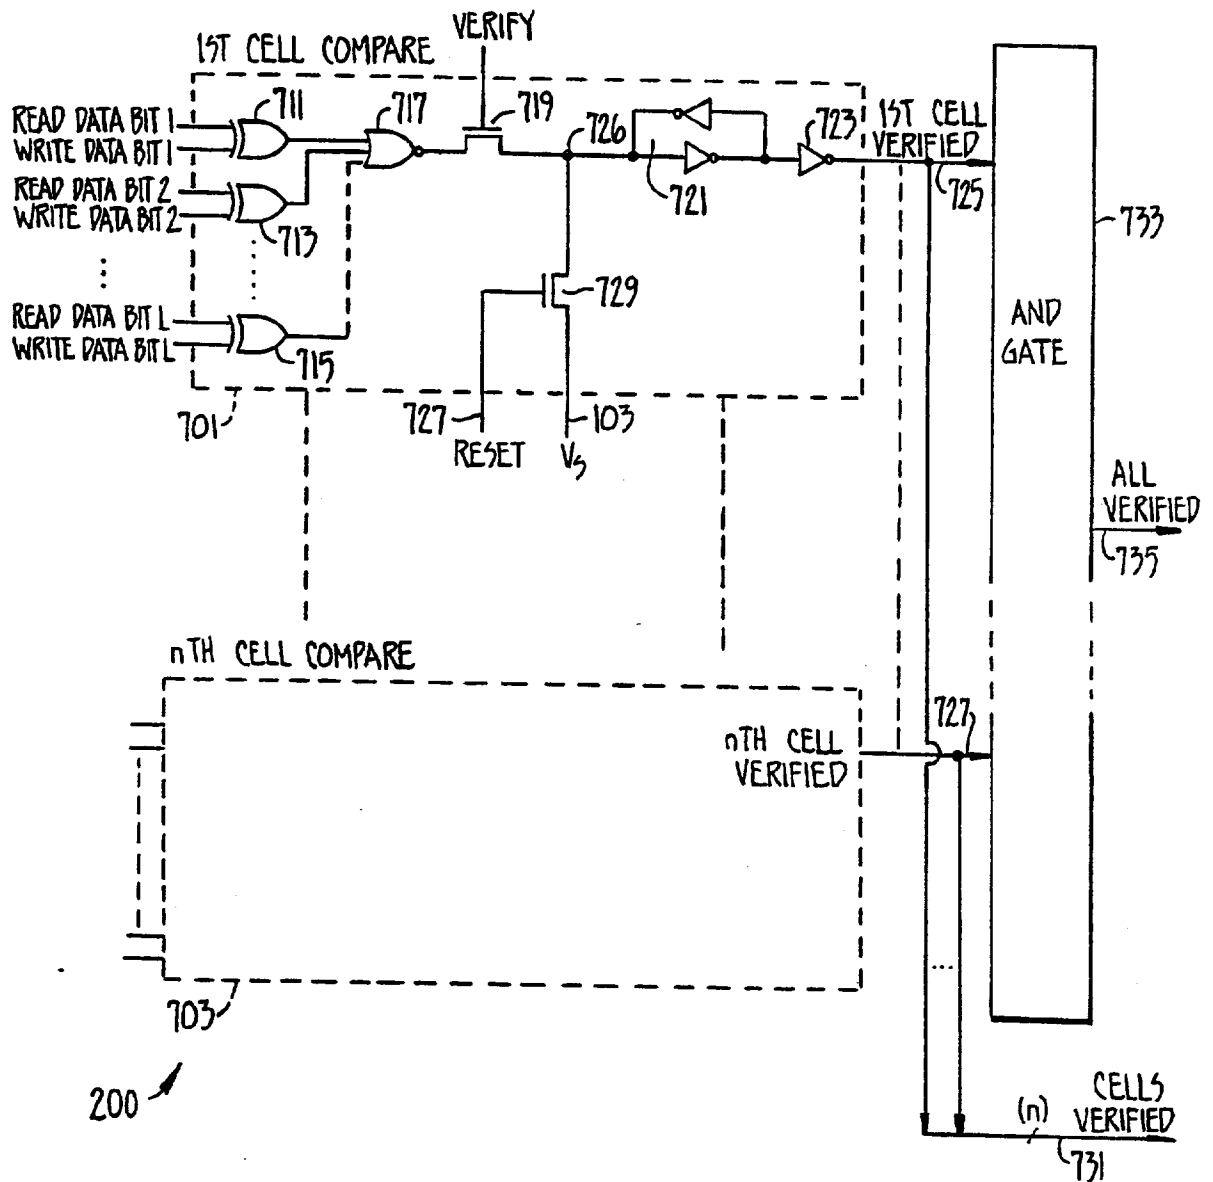 VERIFY
1ST CELL COMPARE
711
717
719
READ DATA BIT 1
WRITE DATA BIT 1
726
723
1ST CELL
VERIFIED
721
725
READ DATA BIT 2
WRITE DATA BIT 2
713
733
729
READ DATA BIT L
WRITE DATA BIT L
715
AND
GATE
701
727
103
RESET
VS
ALL
VERIFIED
735
nTH CELL COMPARE
727
nTH CELL
VERIFIED
703
200
(n)
CELLS
VERIFIED
731